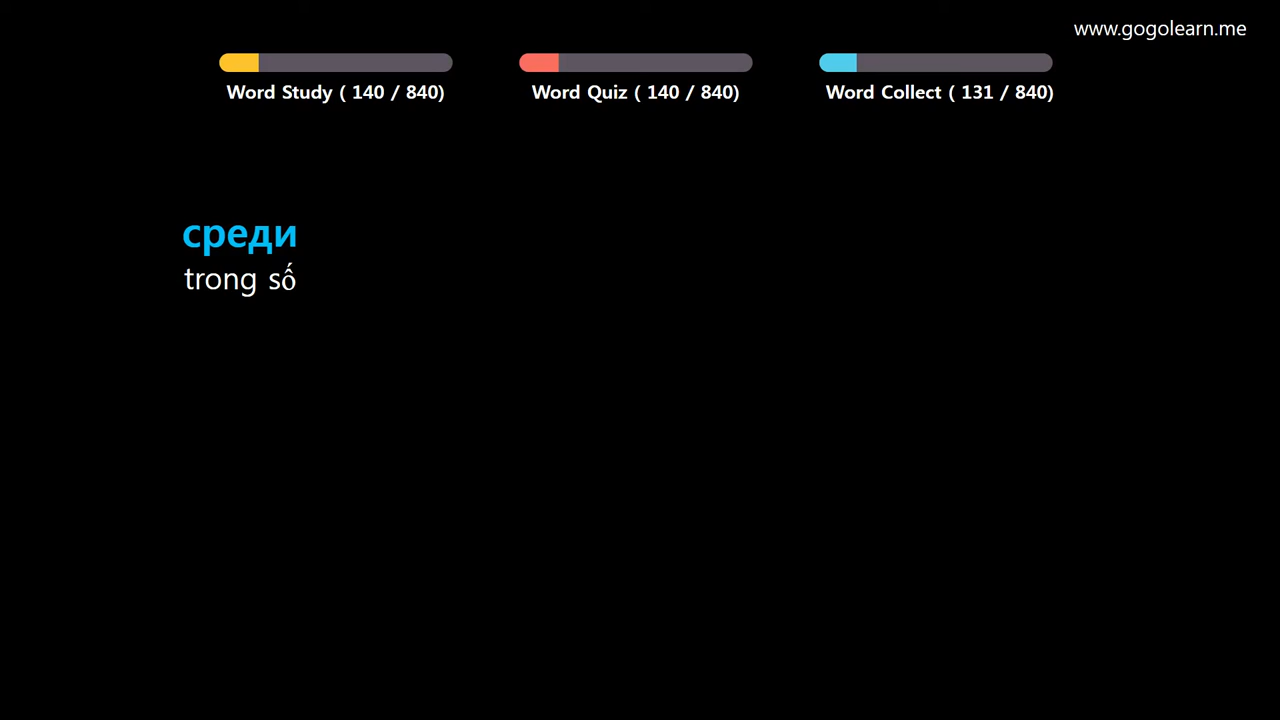 www.gogolearn.me
Word Study ( 140 / 840)
Word Quiz ( 140 / 840)
Word Collect ( 131 / 840)
среди
trong số